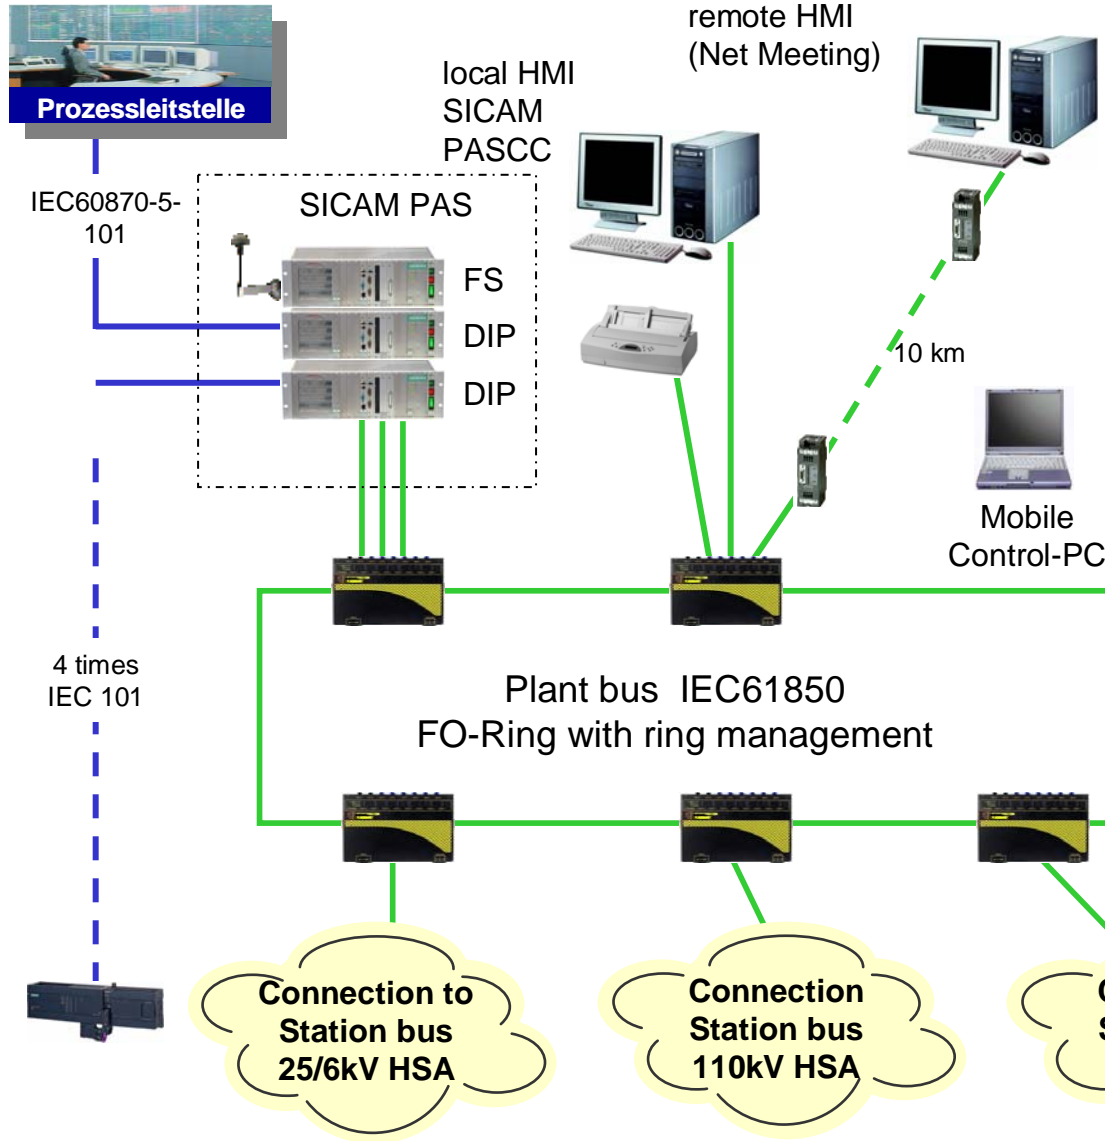 remote HMI
(Net Meeting)
local HMI
SICAM
PASCC
Prozessleitstelle
IEC60870-5-
101
SICAM PAS
FS
DIP
DIP
10 km
Mobile
Control-PC
4 times
IEC 101
Plant bus IEC61850
FO-Ring with ring management
Connection to
Station bus
25/6kV HSA
Connection
Station bus
110kV HSA